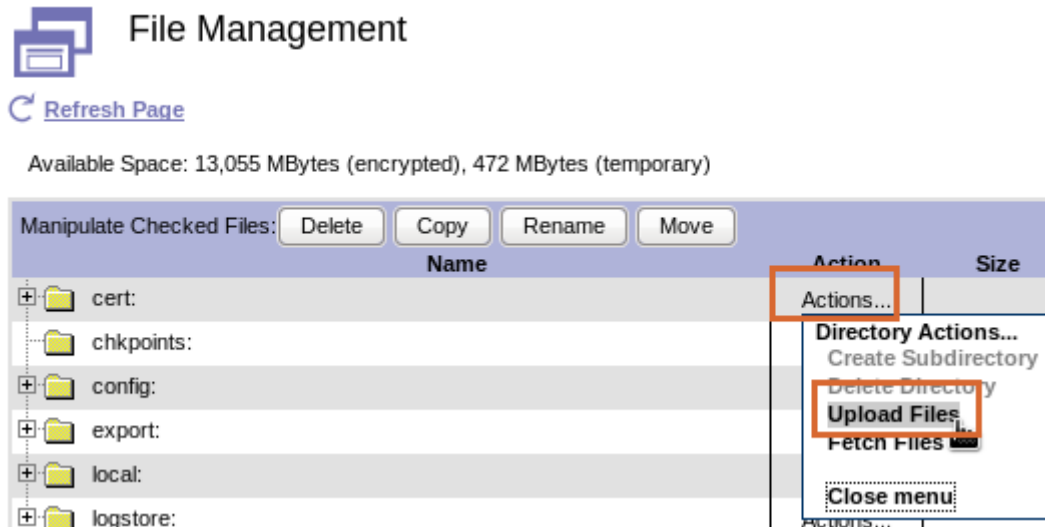 File Management
Refresh Page
Available Space: 13,055 MBytes (encrypted), 472 MBytes (temporary)
Manipulate Checked Files: Delete Copy Rename Move
Name Action Size
cert: Actions...
Directory Actions...
chkpoints:
Create Subdirectory
config:
Delete Directory
Upload Files
export:
Fetch Files
local:
Close menu
logstore: Actions...